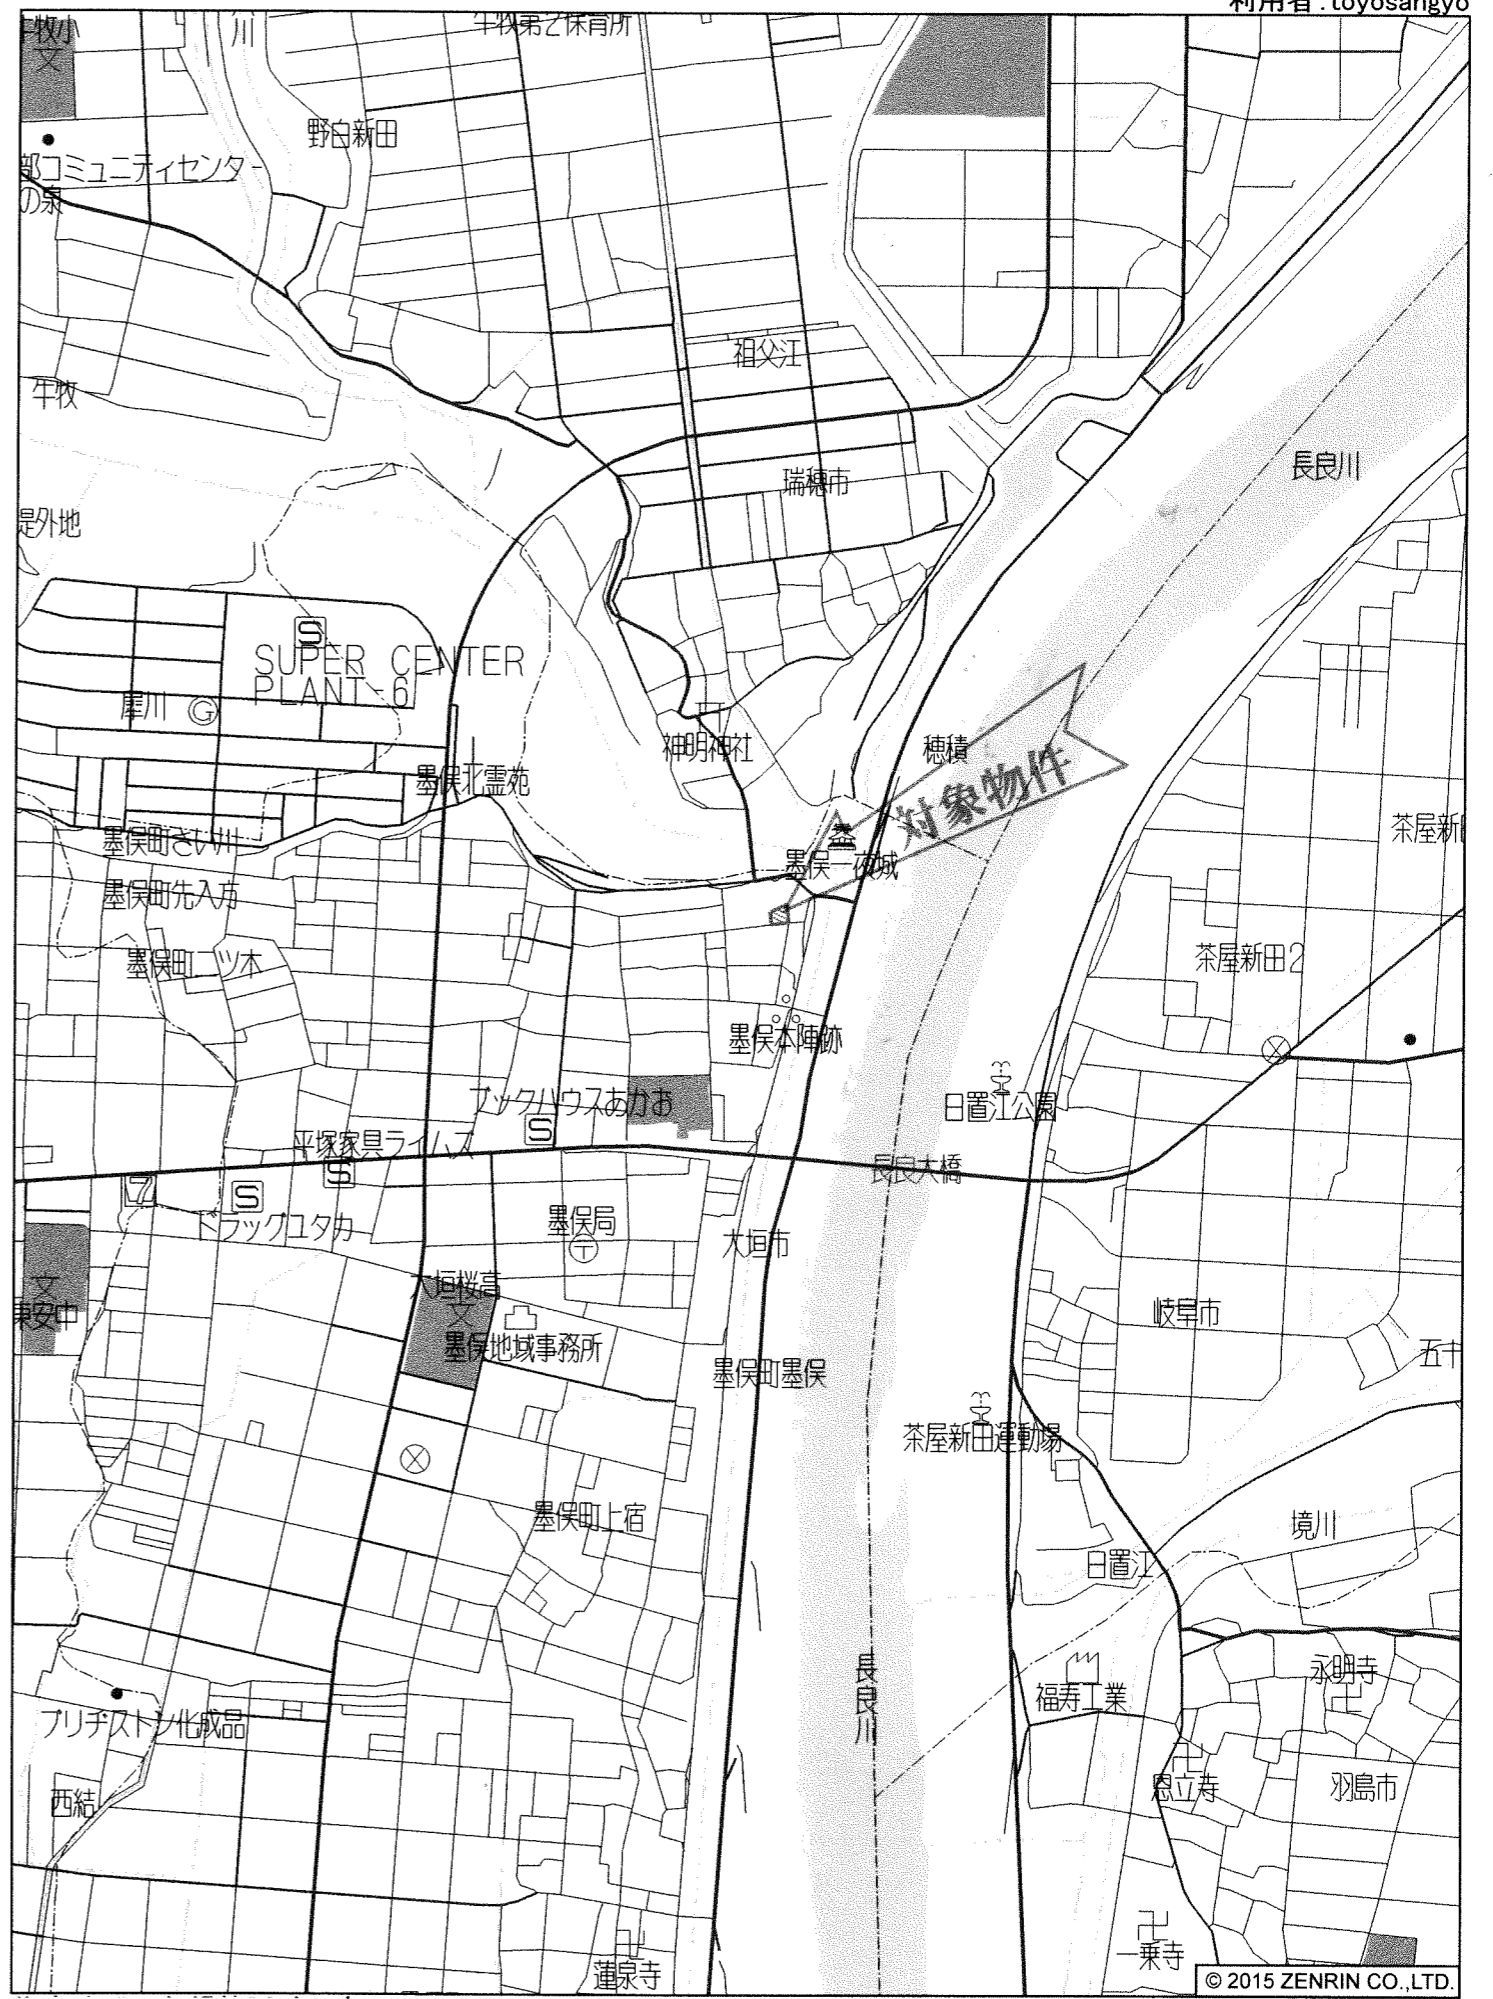 利用者:toyosangyo
牧小
文
川
牛牧第2保育所
野白新田
部コミュニティセンター
の泉
祖父江
牛牧
瑞穂市
長良川
堤外地
SUPER CENTER
PLANT-6
犀川
神明神社
穂積
対象物件
墨俣北霊苑
墨俣町さい川
墨俣一夜城
茶屋新
墨俣町先入方
墨俣町二ツ木
茶屋新田2
墨俣本陣跡
ブックハウスあかお
日置江公園
平塚家具ライムス
長良大橋
7
ドラッグユタカ
墨俣局
大垣市
文
東安中
大垣桜高
文
墨俣地域事務所
岐阜市
五十
墨俣町墨俣
茶屋新田運動場
墨俣町上宿
境川
日置江
長良川
福寿工業
永明寺
ブリヂストン化成品
西結
恩立寺
羽島市
一乗寺
蓮泉寺
© 2015 ZENRIN CO.,LTD.